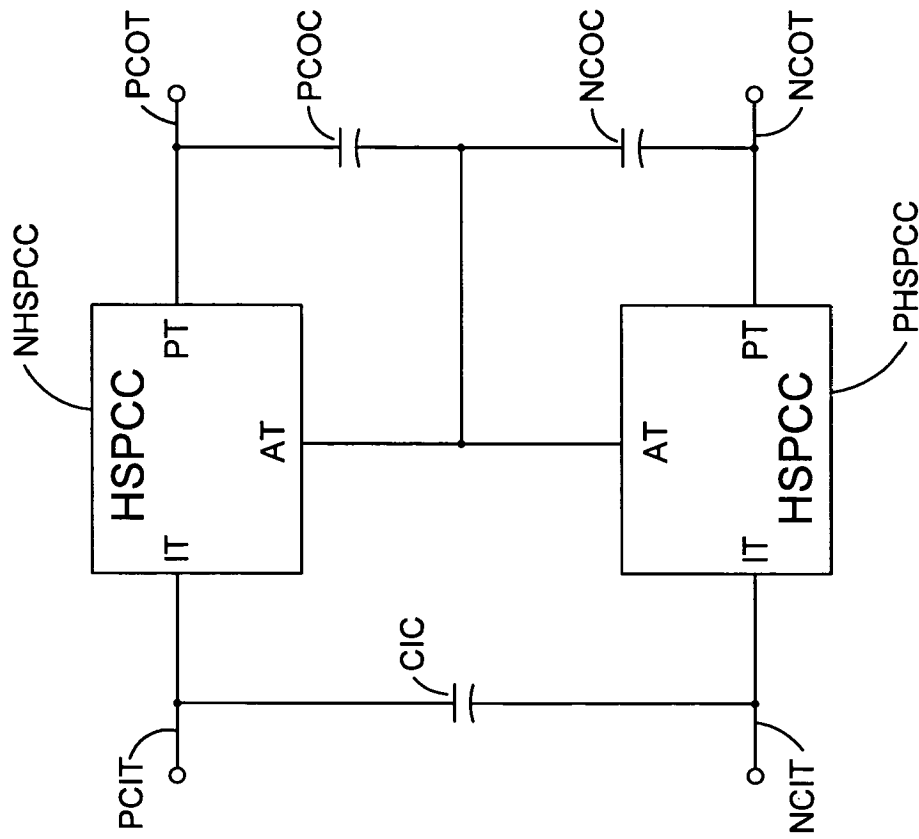 NHSPCC
PCOT
PCIT
HSPCC
IT
PT
AT
PCOC
CIC
NCOC
AT
IT
PT
HSPCC
NCIT
NCOT
PHSPCC